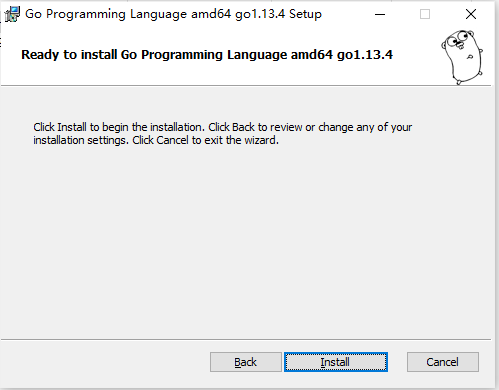 Go Programming Language amd64 go1.13.4 Setup
Ready to install Go Programming Language amd64 go1.13.4
Click Install to begin the installation. Click Back to review or change any of your
installation settings. Click Cancel to exit the wizard.
Back
Install
Cancel